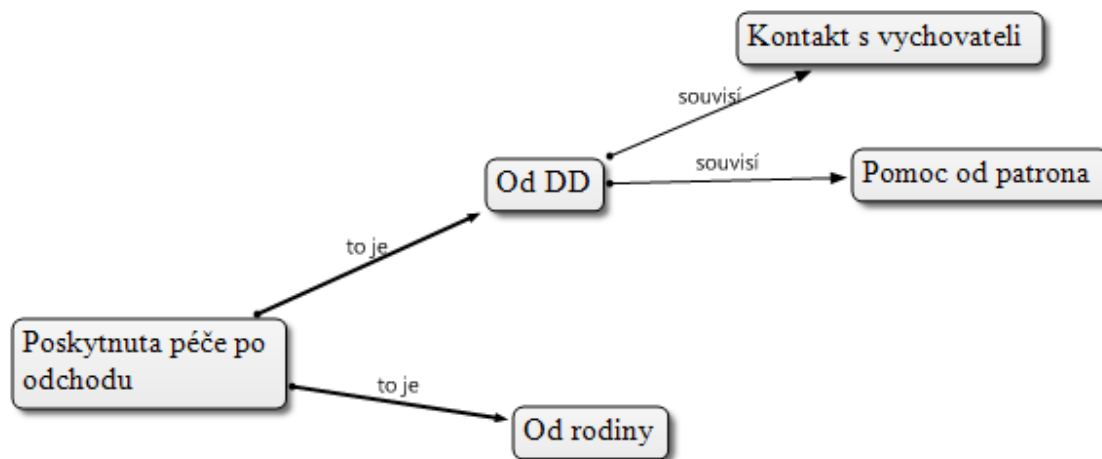 Kontakt s vychovateli
souvisí
souvisí
Od DD
Pomoc od patrona
to je
Poskytnuta péče po
odchodu
to je
Od rodiny